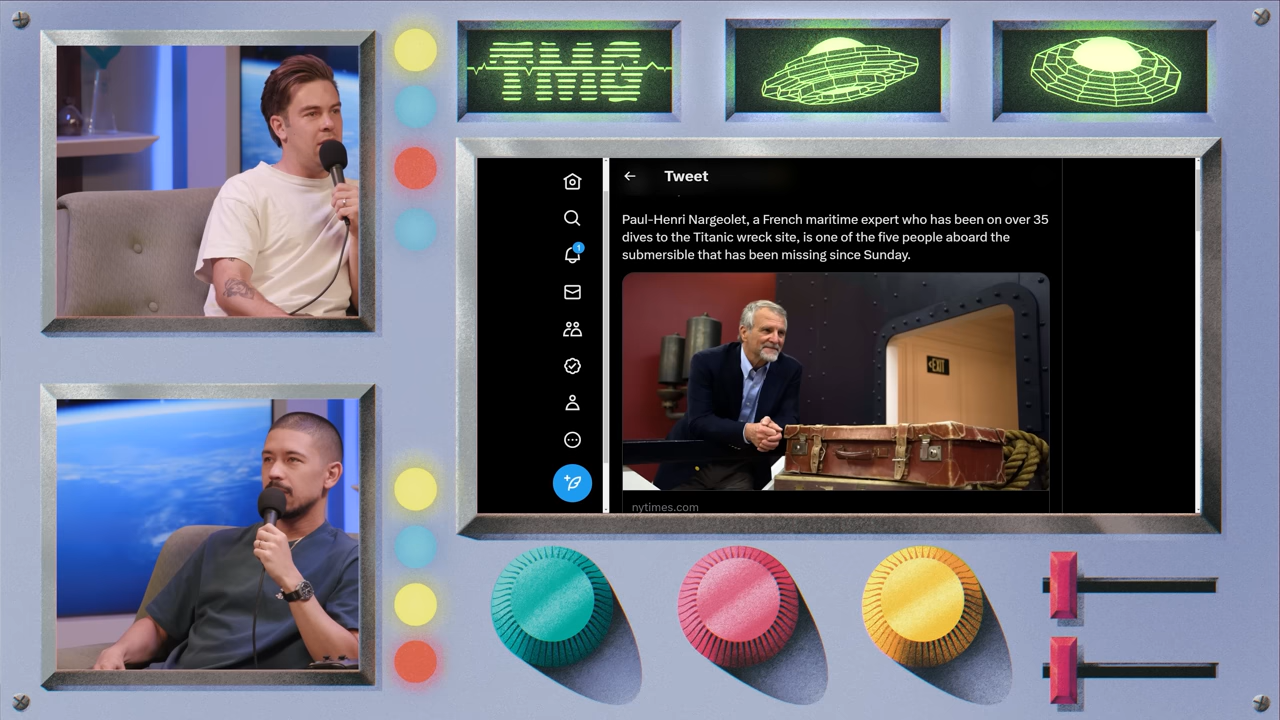 TMG
Tweet
Paul-Henri Nargeolet, a French maritime expert who has been on over 35
dives to the Titanic wreck site, is one of the five people aboard the
submersible that has been missing since Sunday.
1
EXIT
nytimes.com